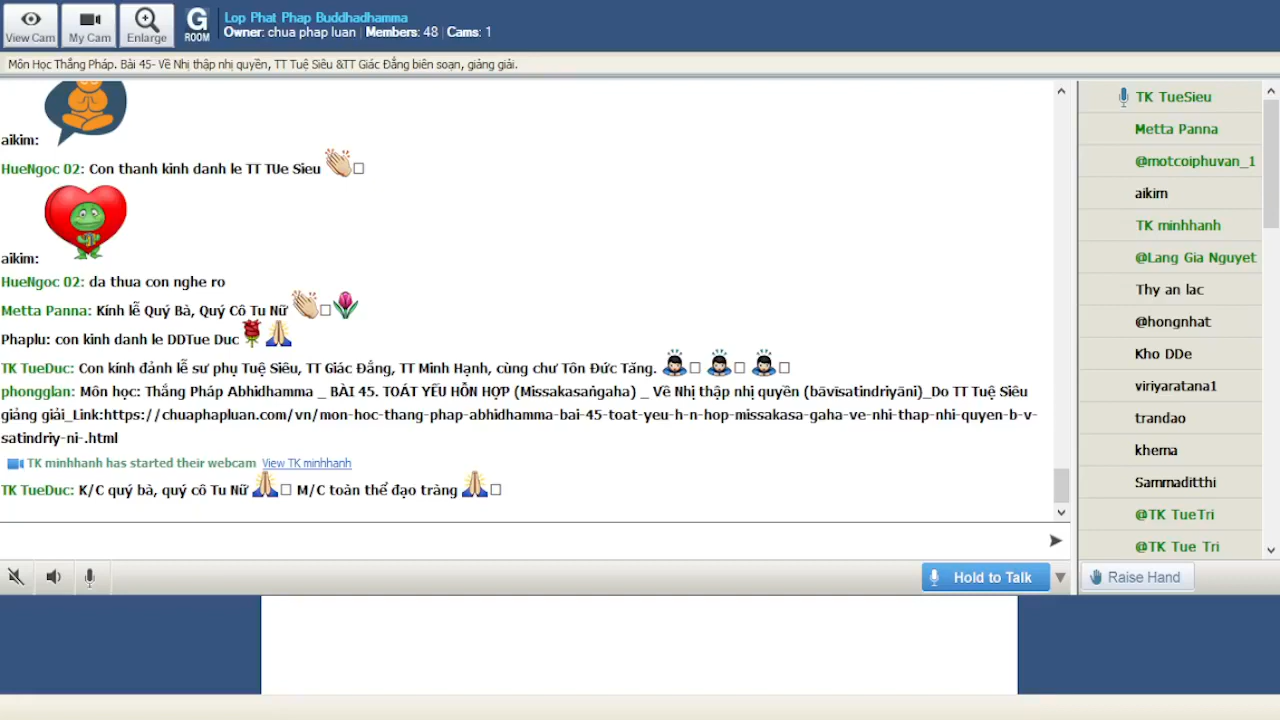 View Cam
My Cam
Enlarge
G
ROOM
Lop Phat Phap Buddhadhamma
Owner: chua phap luan | Members: 48 | Cams: 1
Môn Học Thắng Pháp. Bài 45- Về Nhị thập nhị quyền, TT Tuệ Siêu &TT Giác Đẳng biên soạn, giảng giải.
aikim:
HueNgoc 02: Con thanh kinh danh le TT TUe Sieu
aikim:
HueNgoc 02: da thua con nghe ro
Metta Panna: Kính lễ Quý Bà, Quý Cô Tu Nữ
Phaplu: con kinh danh le DDTue Duc
TK TueDuc: Con kính đảnh lễ sư phụ Tuệ Siêu, TT Giác Đẳng, TT Minh Hạnh, cùng chư Tôn Đức Tăng.
phongglan: Môn học: Thắng Pháp Abhidhamma _ BÀI 45. TOÁT YẾU HỖN HỢP (Missakasaṅgaha) _ Về Nhị thập nhị quyền (bāvīsatindriyāni)_Do TT Tuệ Siêu
giảng giải_Link:https://chuaphapluan.com/vn/mon-hoc-thang-phap-abhidhamma-bai-45-toat-yeu-h-n-hop-missakasa-gaha-ve-nhi-thap-nhi-quyen-b-v-
satindriy-ni-.html
TK minhhanh has started their webcam View TK minhhanh
TK TueDuc: K/C quý bà, quý cô Tu Nữ M/C toàn thể đạo tràng
Hold to Talk
TK TueSieu
Metta Panna
@motcoiphuvan_1
aikim
TK minhhanh
@Lang Gia Nguyet
Thy an lac
@hongnhat
Kho DDe
viriyaratana1
trandao
khema
Sammaditthi
@TK TueTri
@TK Tue Tri
Raise Hand